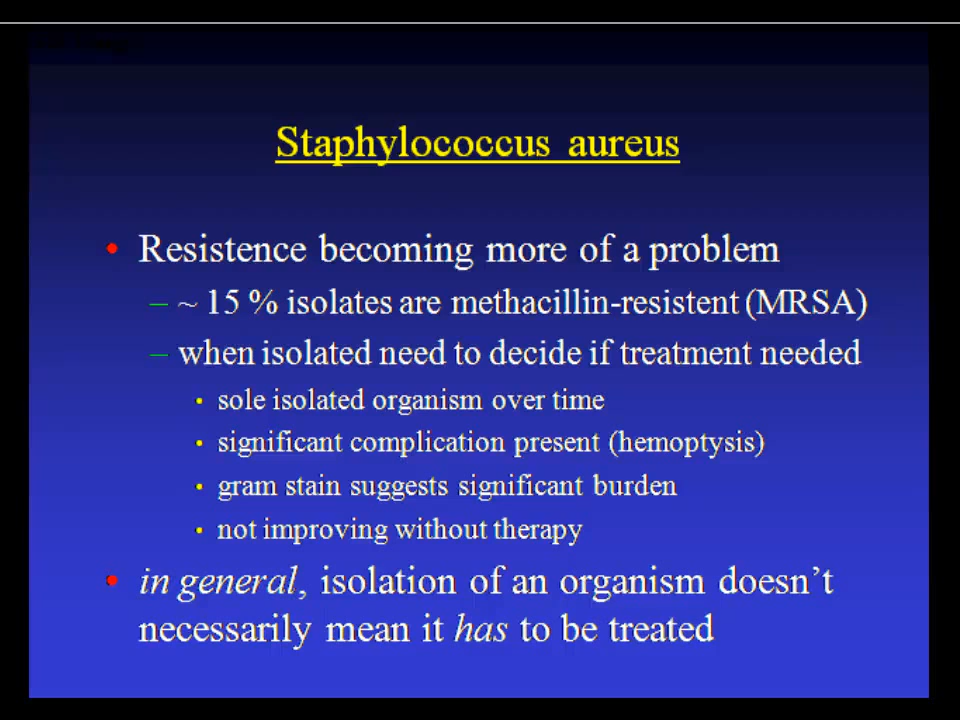 Staphylococcus aureus
• Resistence becoming more of a problem
– ~ 15 % isolates are methacillin-resistent (MRSA)
– when isolated need to decide if treatment needed
• sole isolated organism over time
• significant complication present (hemoptysis)
• gram stain suggests significant burden
• not improving without therapy
• in general, isolation of an organism doesn’t
necessarily mean it has to be treated